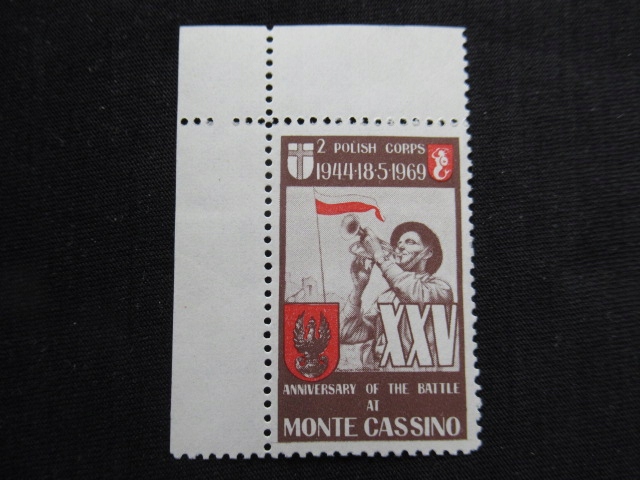 2 POLISH CORPS
1944·18·5·1969
XXV
ANNIVERSARY OF THE BATTLE
AT
MONTE CASSINO